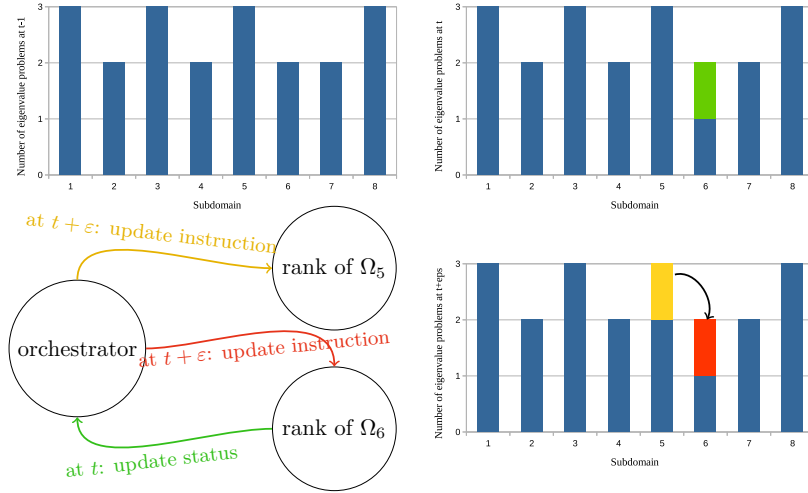 Number of eigenvalue problems at t-1
3
2
1
0
1 2 3 4 5 6 7 8
Subdomain
Number of eigenvalue problems at t
3
2
1
0
1 2 3 4 5 6 7 8
Subdomain
at t + ε: update instruction
rank of Ω₅
orchestrator
at t + ε: update instruction
rank of Ω₆
at t: update status
Number of eigenvalue problems at t+eps
3
2
1
0
1 2 3 4 5 6 7 8
Subdomain